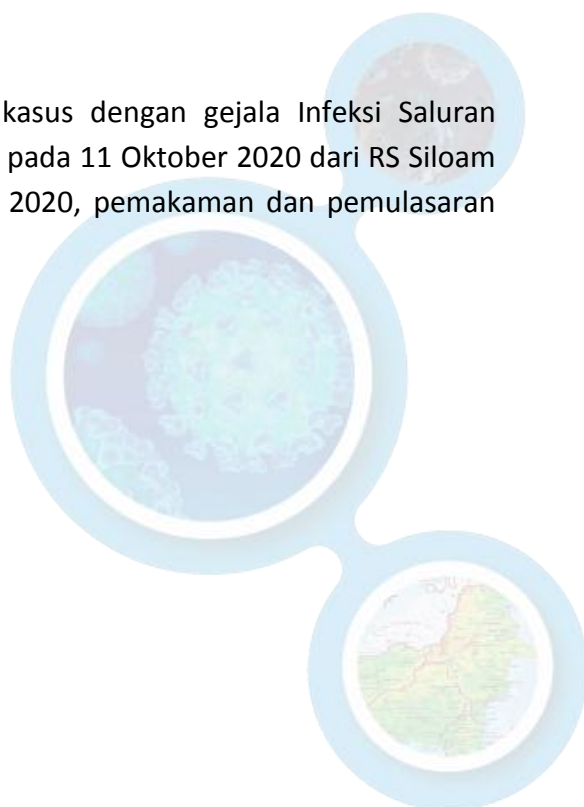 kasus dengan gejala Infeksi Saluran
pada 11 Oktober 2020 dari RS Siloam
2020, pemakaman dan pemulasaran